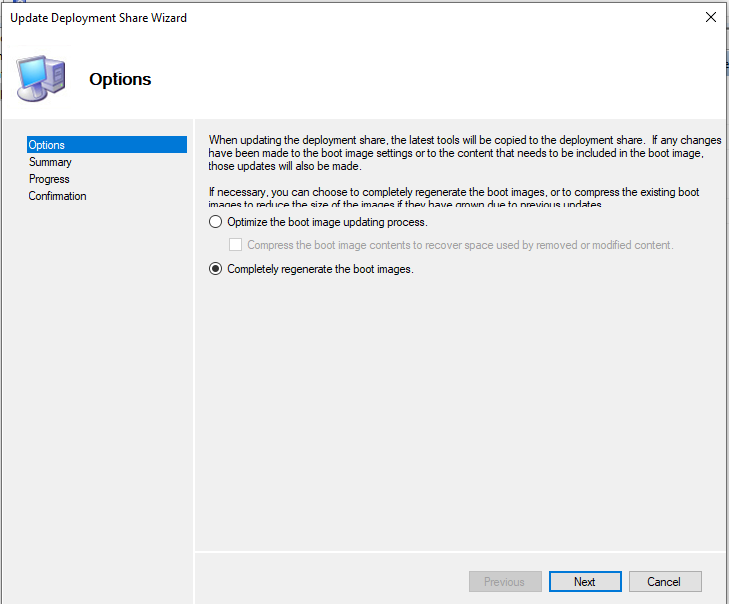 Update Deployment Share Wizard
Options
Options
Summary
Progress
Confirmation
When updating the deployment share, the latest tools will be copied to the deployment share.  If any changes
have been made to the boot image settings or to the content that needs to be included in the boot image,
those updates will also be made.
If necessary, you can choose to completely regenerate the boot images, or to compress the existing boot
images to reduce the size of the images if they have grown due to previous updates.
Optimize the boot image updating process.
Compress the boot image contents to recover space used by removed or modified content.
Completely regenerate the boot images.
Previous
Next
Cancel